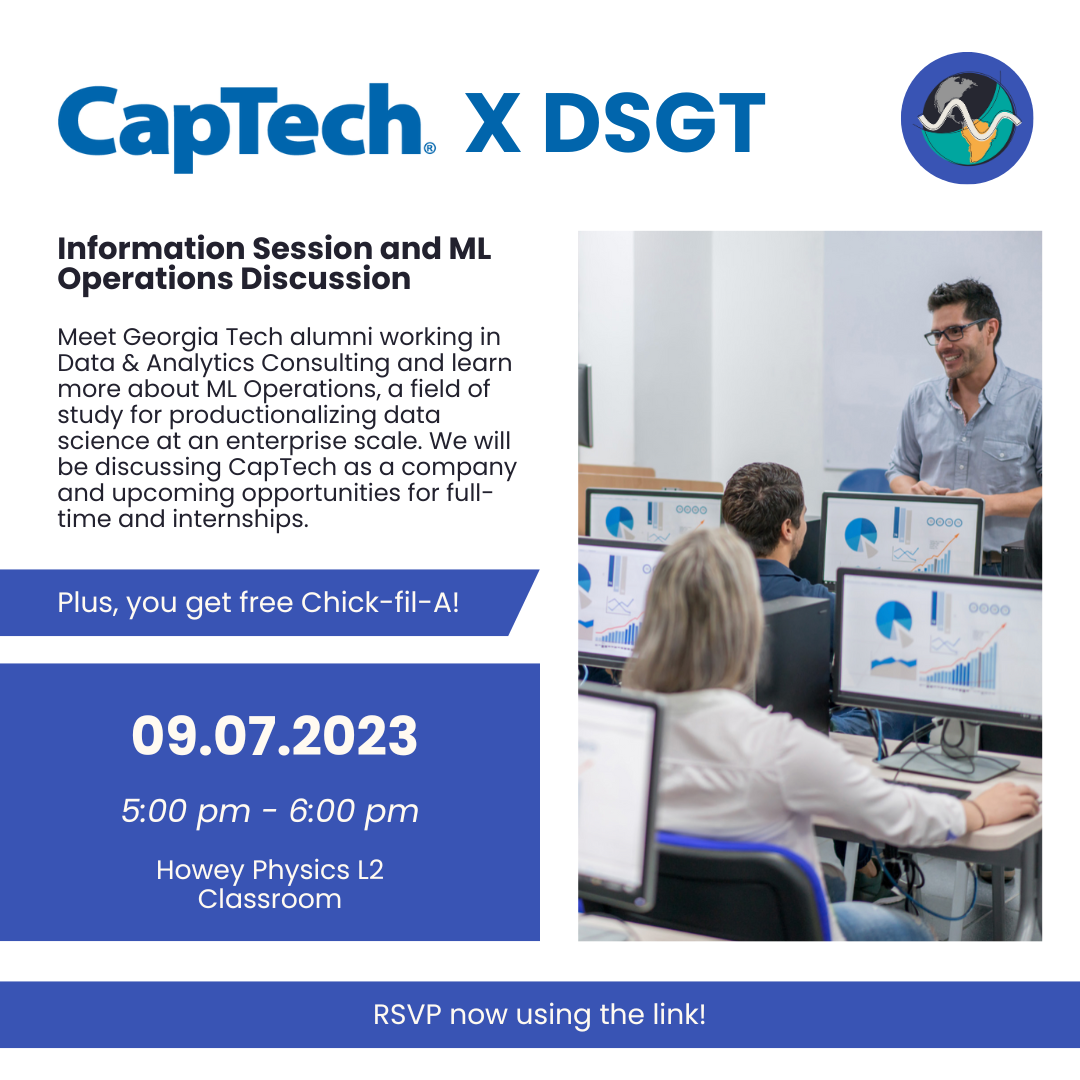 CapTech® X DSGT
Information Session and ML
Operations Discussion
Meet Georgia Tech alumni working in
Data & Analytics Consulting and learn
more about ML Operations, a field of
study for productionalizing data
science at an enterprise scale. We will
be discussing CapTech as a company
and upcoming opportunities for full-
time and internships.
Plus, you get free Chick-fil-A!
09.07.2023
5:00 pm - 6:00 pm
Howey Physics L2
Classroom
RSVP now using the link!